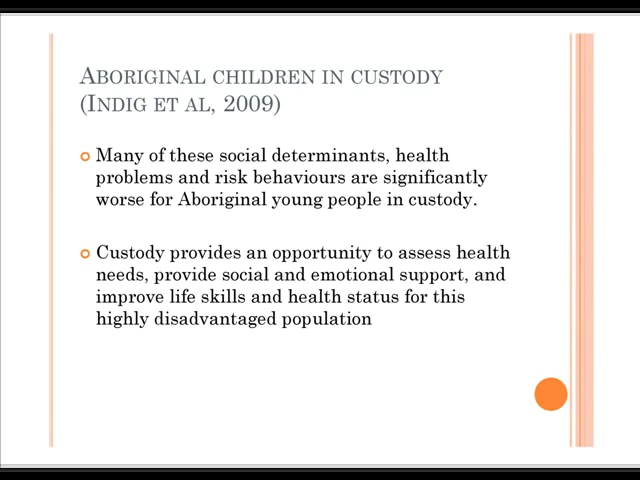 ABORIGINAL CHILDREN IN CUSTODY
(INDIG ET AL, 2009)
Many of these social determinants, health
problems and risk behaviours are significantly
worse for Aboriginal young people in custody.
Custody provides an opportunity to assess health
needs, provide social and emotional support, and
improve life skills and health status for this
highly disadvantaged population